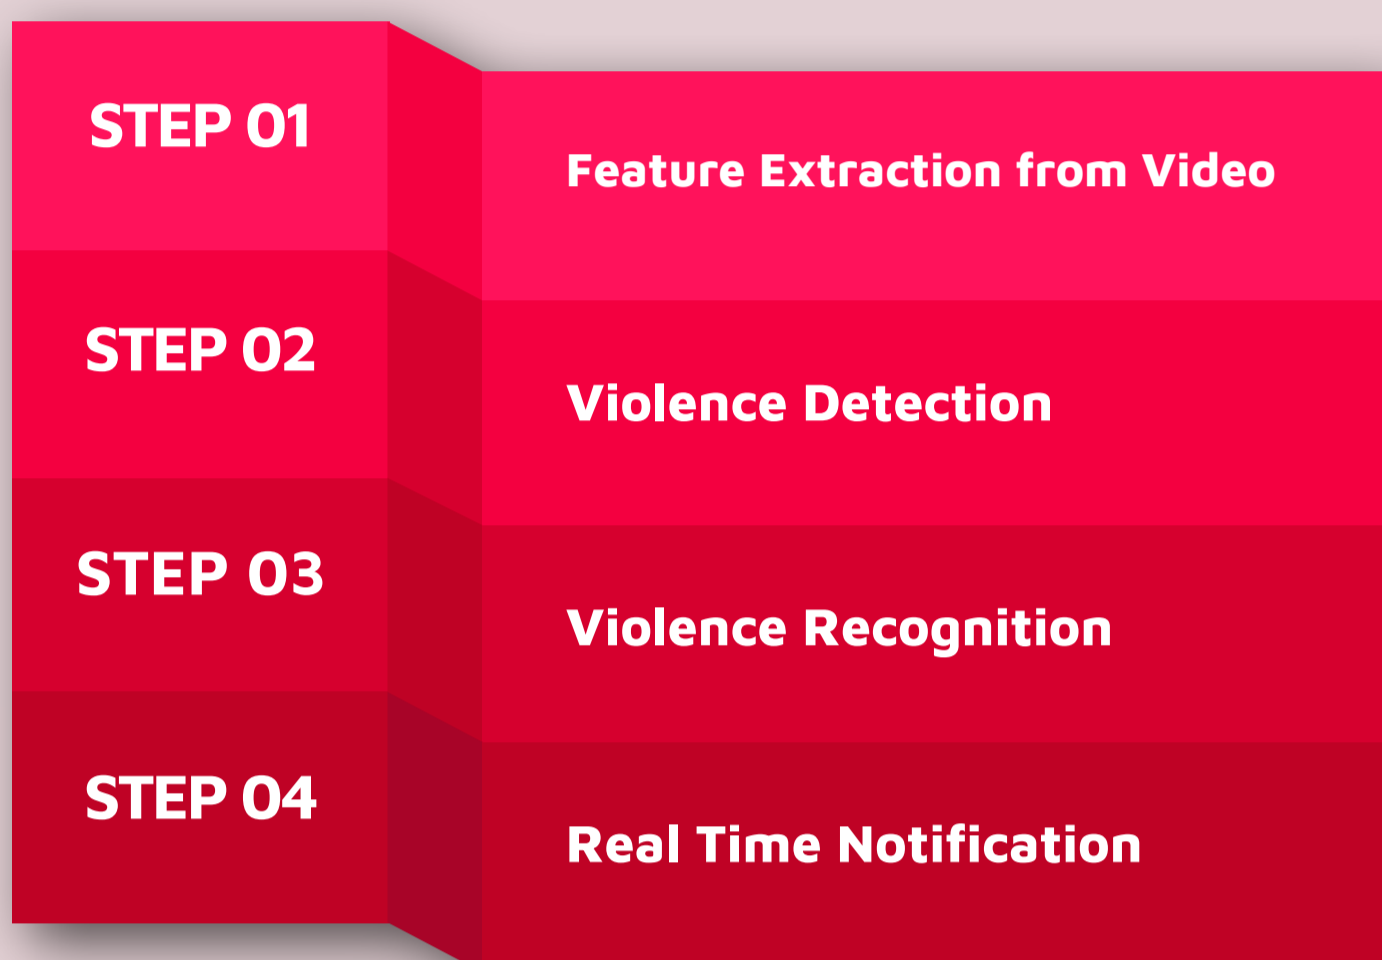 STEP 01
Feature Extraction from Video
STEP 02
Violence Detection
STEP 03
Violence Recognition
STEP 04
Real Time Notification